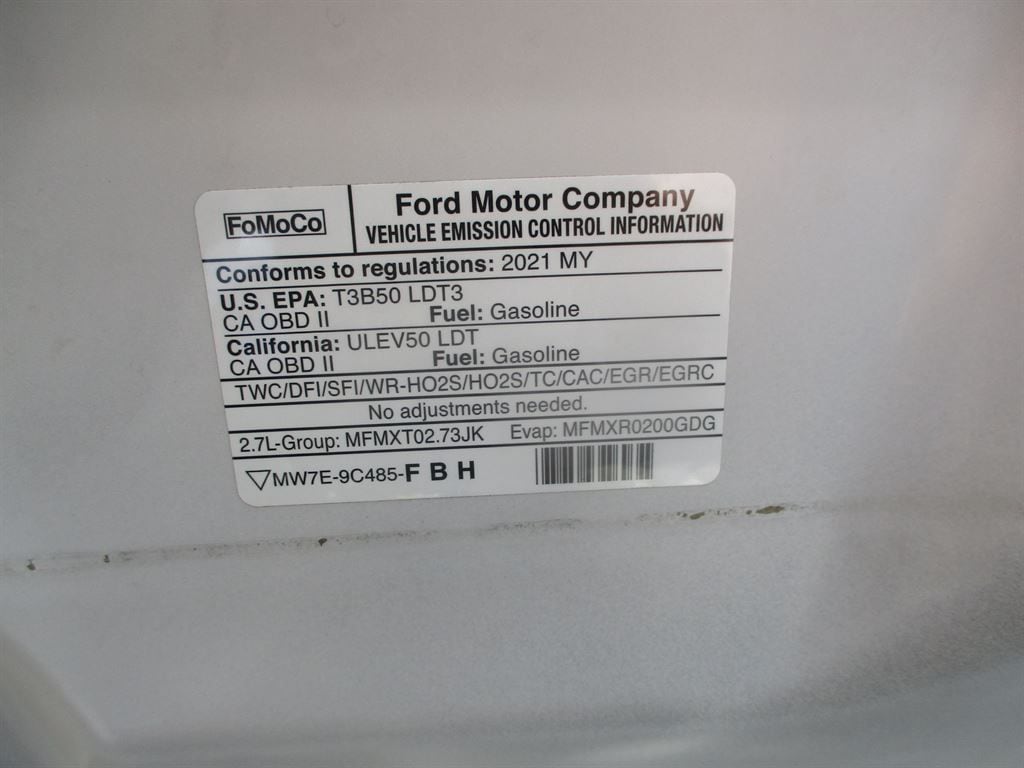 FoMoCo
Ford Motor Company
VEHICLE EMISSION CONTROL INFORMATION
Conforms to regulations: 2021 MY
U.S. EPA: T3B50 LDT3
CA OBD II Fuel: Gasoline
California: ULEV50 LDT
CA OBD II Fuel: Gasoline
TWC/DFI/SFI/WR-HO2S/HO2S/TC/CAC/EGR/EGRC
No adjustments needed.
2.7L-Group: MFMXT02.73JK Evap: MFMXR0200GDG
MW7E-9C485-F B H